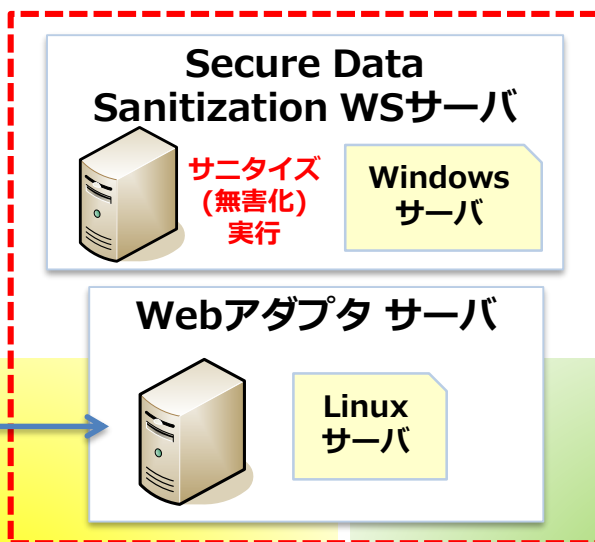 Secure Data
Sanitization WSサーバ
サニタイズ
(無害化)
実行
Windows
サーバ
Webアダプタ サーバ
Linux
サーバ